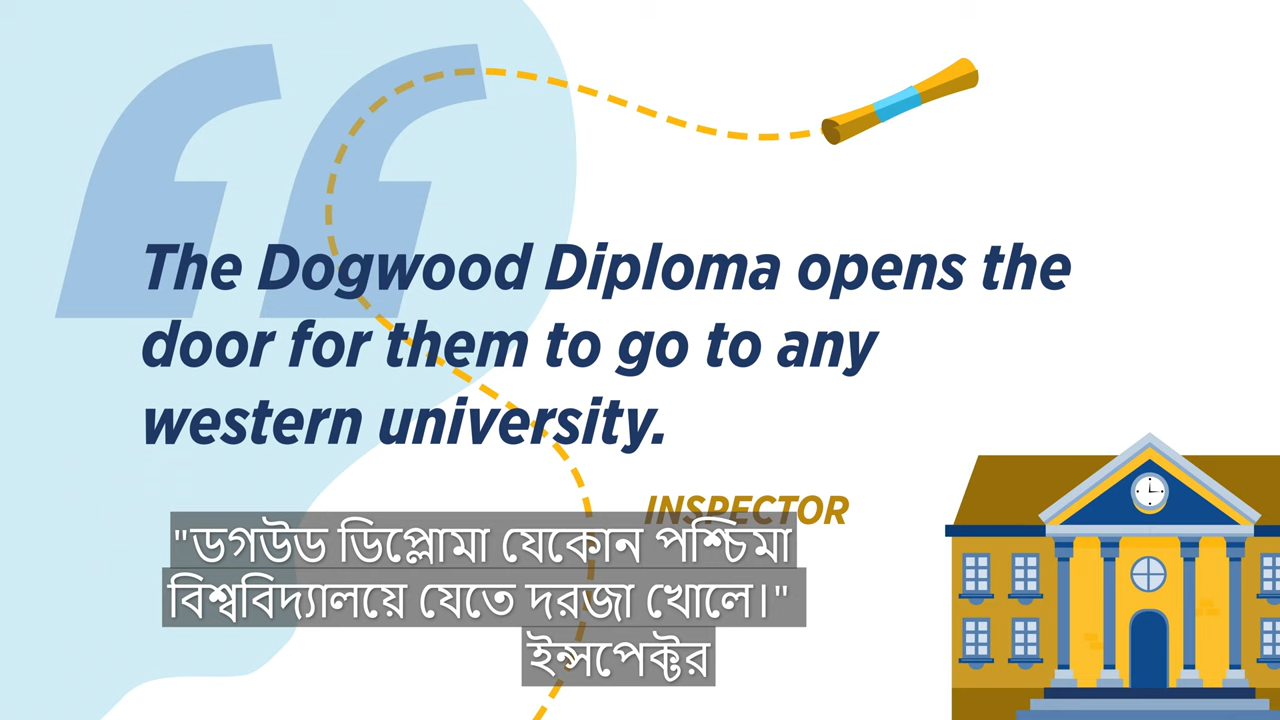 The Dogwood Diploma opens the
door for them to go to any
western university.
INSPECTOR
"ডগউড ডিপ্লোমা যেকোন পশ্চিমা
বিশ্ববিদ্যালয়ে যেতে দরজা খোলে।"
ইন্সপেক্টর